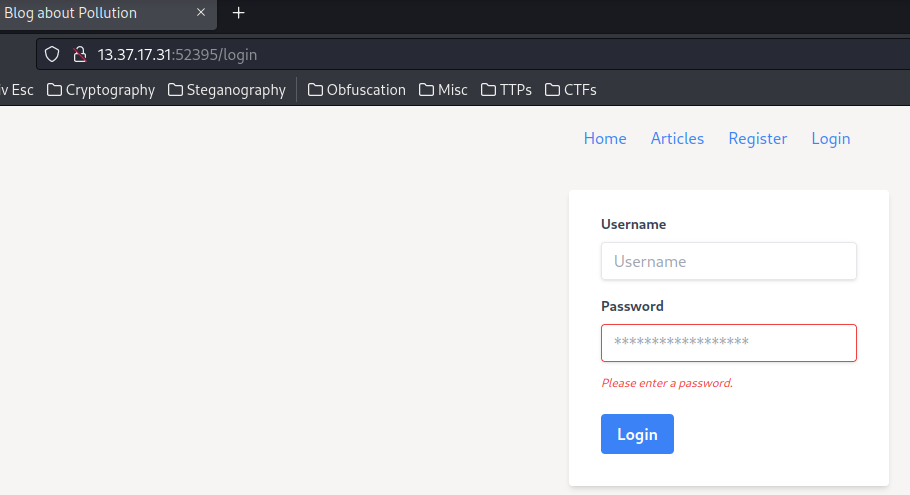 Blog about Pollution
13.37.17.31:52395/login
iv Esc Cryptography Steganography Obfuscation Misc TTPs CTFs
Home Articles Register Login
Username
Username
Password
******************
Please enter a password.
Login